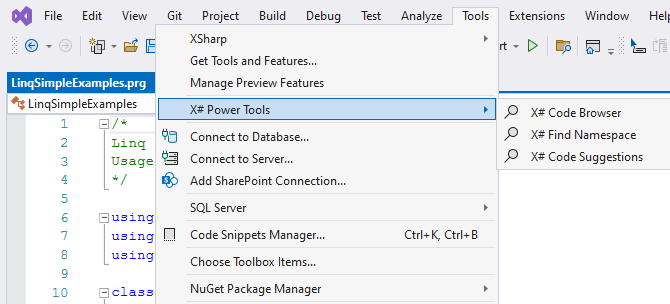 View Git Project Build Debug Test Analyze Tools Extensions Window Help
XSharp
Get Tools and Features...
Manage Preview Features
X# Power Tools
X# Code Browser
X# Find Namespace
X# Code Suggestions
Connect to Database...
Connect to Server...
Add SharePoint Connection...
SQL Server
Code Snippets Manager... Ctrl+K, Ctrl+B
Choose Toolbox Items...
NuGet Package Manager
LinqSimpleExamples.prg
LinqSimpleExamples
1 /*
2 Linq
3 Usage
4 */
5
6 using
7 using
8 using
9
10 class